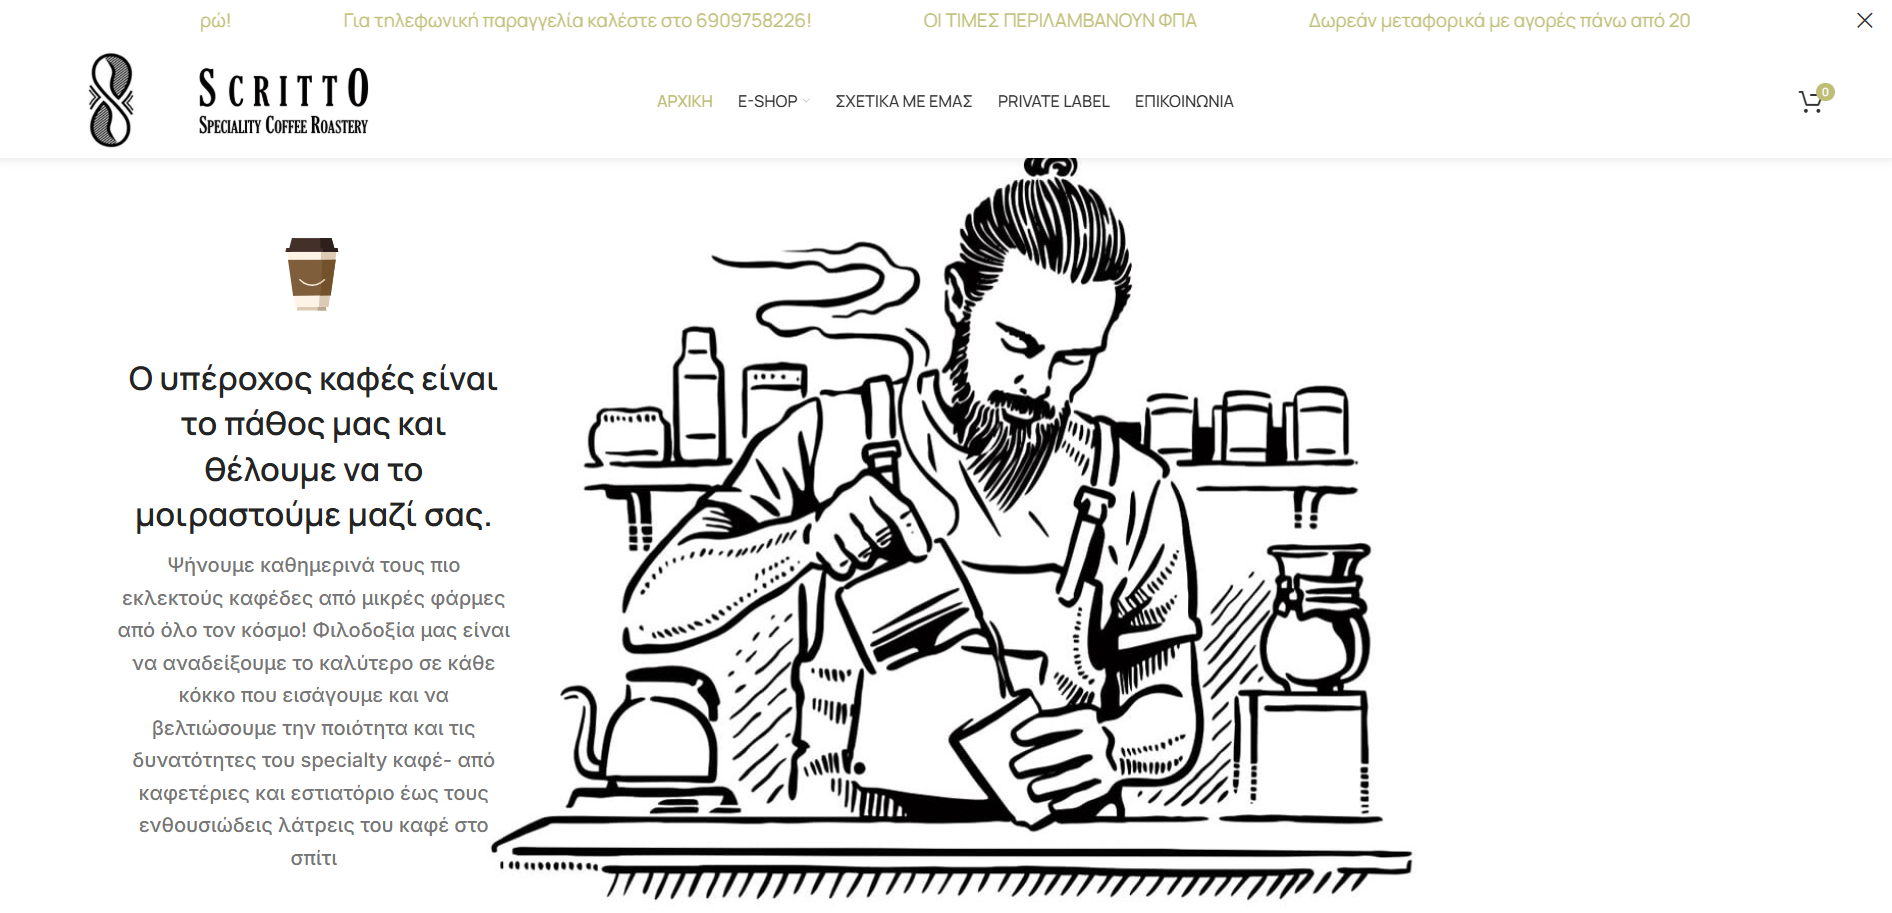 ρώ! Για τηλεφωνική παραγγελία καλέστε στο 6909758226! ΟΙ ΤΙΜΕΣ ΠΕΡΙΛΑΜΒΑΝΟΥΝ ΦΠΑ Δωρεάν μεταφορικά με αγορές πάνω από 20
SCRITTO
SPECIALITY COFFEE ROASTERY
ΑΡΧΙΚΗ E-SHOP ΣΧΕΤΙΚΑ ΜΕ ΕΜΑΣ PRIVATE LABEL ΕΠΙΚΟΙΝΩΝΙΑ
0
Ο υπέροχος καφές είναι
το πάθος μας και
θέλουμε να το
μοιραστούμε μαζί σας.
Ψήνουμε καθημερινά τους πιο
εκλεκτούς καφέδες από μικρές φάρμες
από όλο τον κόσμο! Φιλοδοξία μας είναι
να αναδείξουμε το καλύτερο σε κάθε
κόκκο που εισάγουμε και να
βελτιώσουμε την ποιότητα και τις
δυνατότητες του specialty καφέ- από
καφετέριες και εστιατόριο έως τους
ενθουσιώδεις λάτρεις του καφέ στο
σπίτι